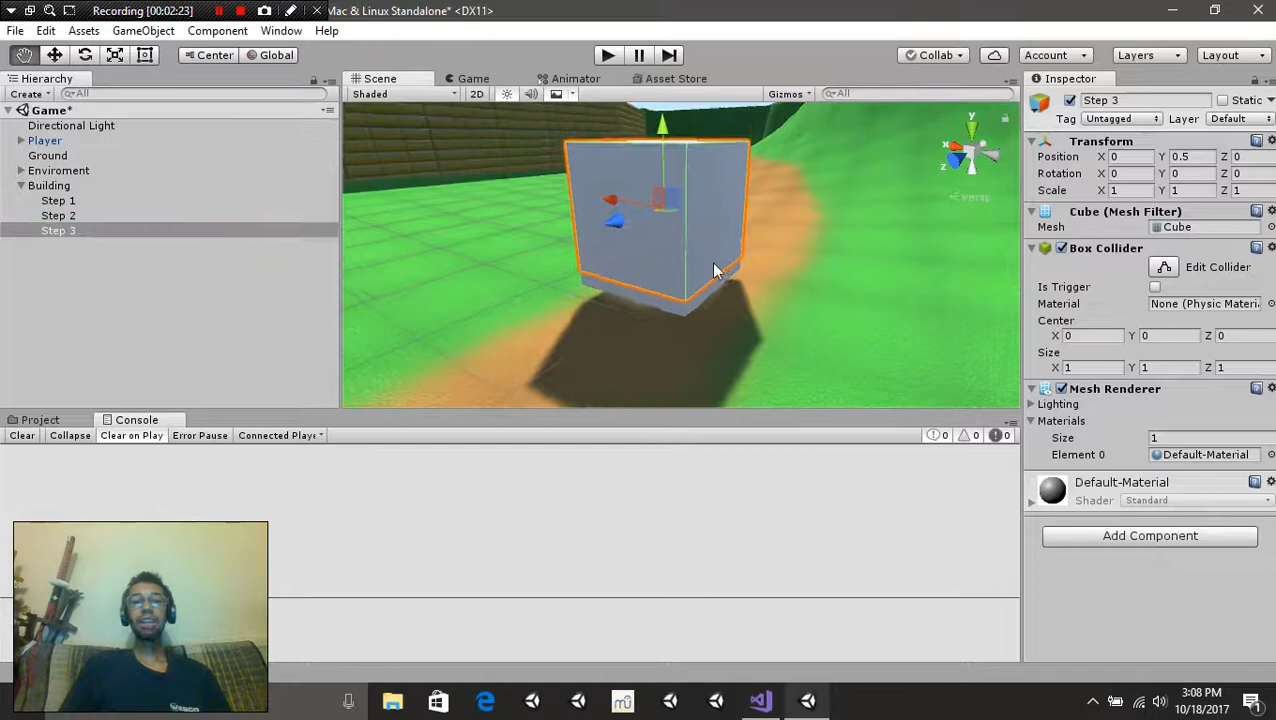 Recording [00:02:23]
Mac & Linux Standalone* <DX11>
File Edit Assets GameObject Component Window Help
Center Global
Collab Account Layers Layout
Hierarchy
Create All
Game*
Directional Light
Player
Ground
Enviroment
Building
Step 1
Step 2
Step 3
Scene Game Animator Asset Store
Shaded 2D Gizmos All
y
x
z
Persp
Inspector
Step 3 Static
Tag Untagged Layer Default
Transform
Position X 0 Y 0.5 Z 0
Rotation X 0 Y 0 Z 0
Scale X 1 Y 1 Z 1
Cube (Mesh Filter)
Mesh Cube
Box Collider
Edit Collider
Is Trigger
Material None (Physic Materi
Center
X 0 Y 0 Z 0
Size
X 1 Y 1 Z 1
Mesh Renderer
Lighting
Materials
Size 1
Element 0 Default-Material
Default-Material
Shader Standard
Add Component
Project Console
Clear Collapse Clear on Play Error Pause Connected Playe
0 0 0
3:08 PM
10/18/2017
1